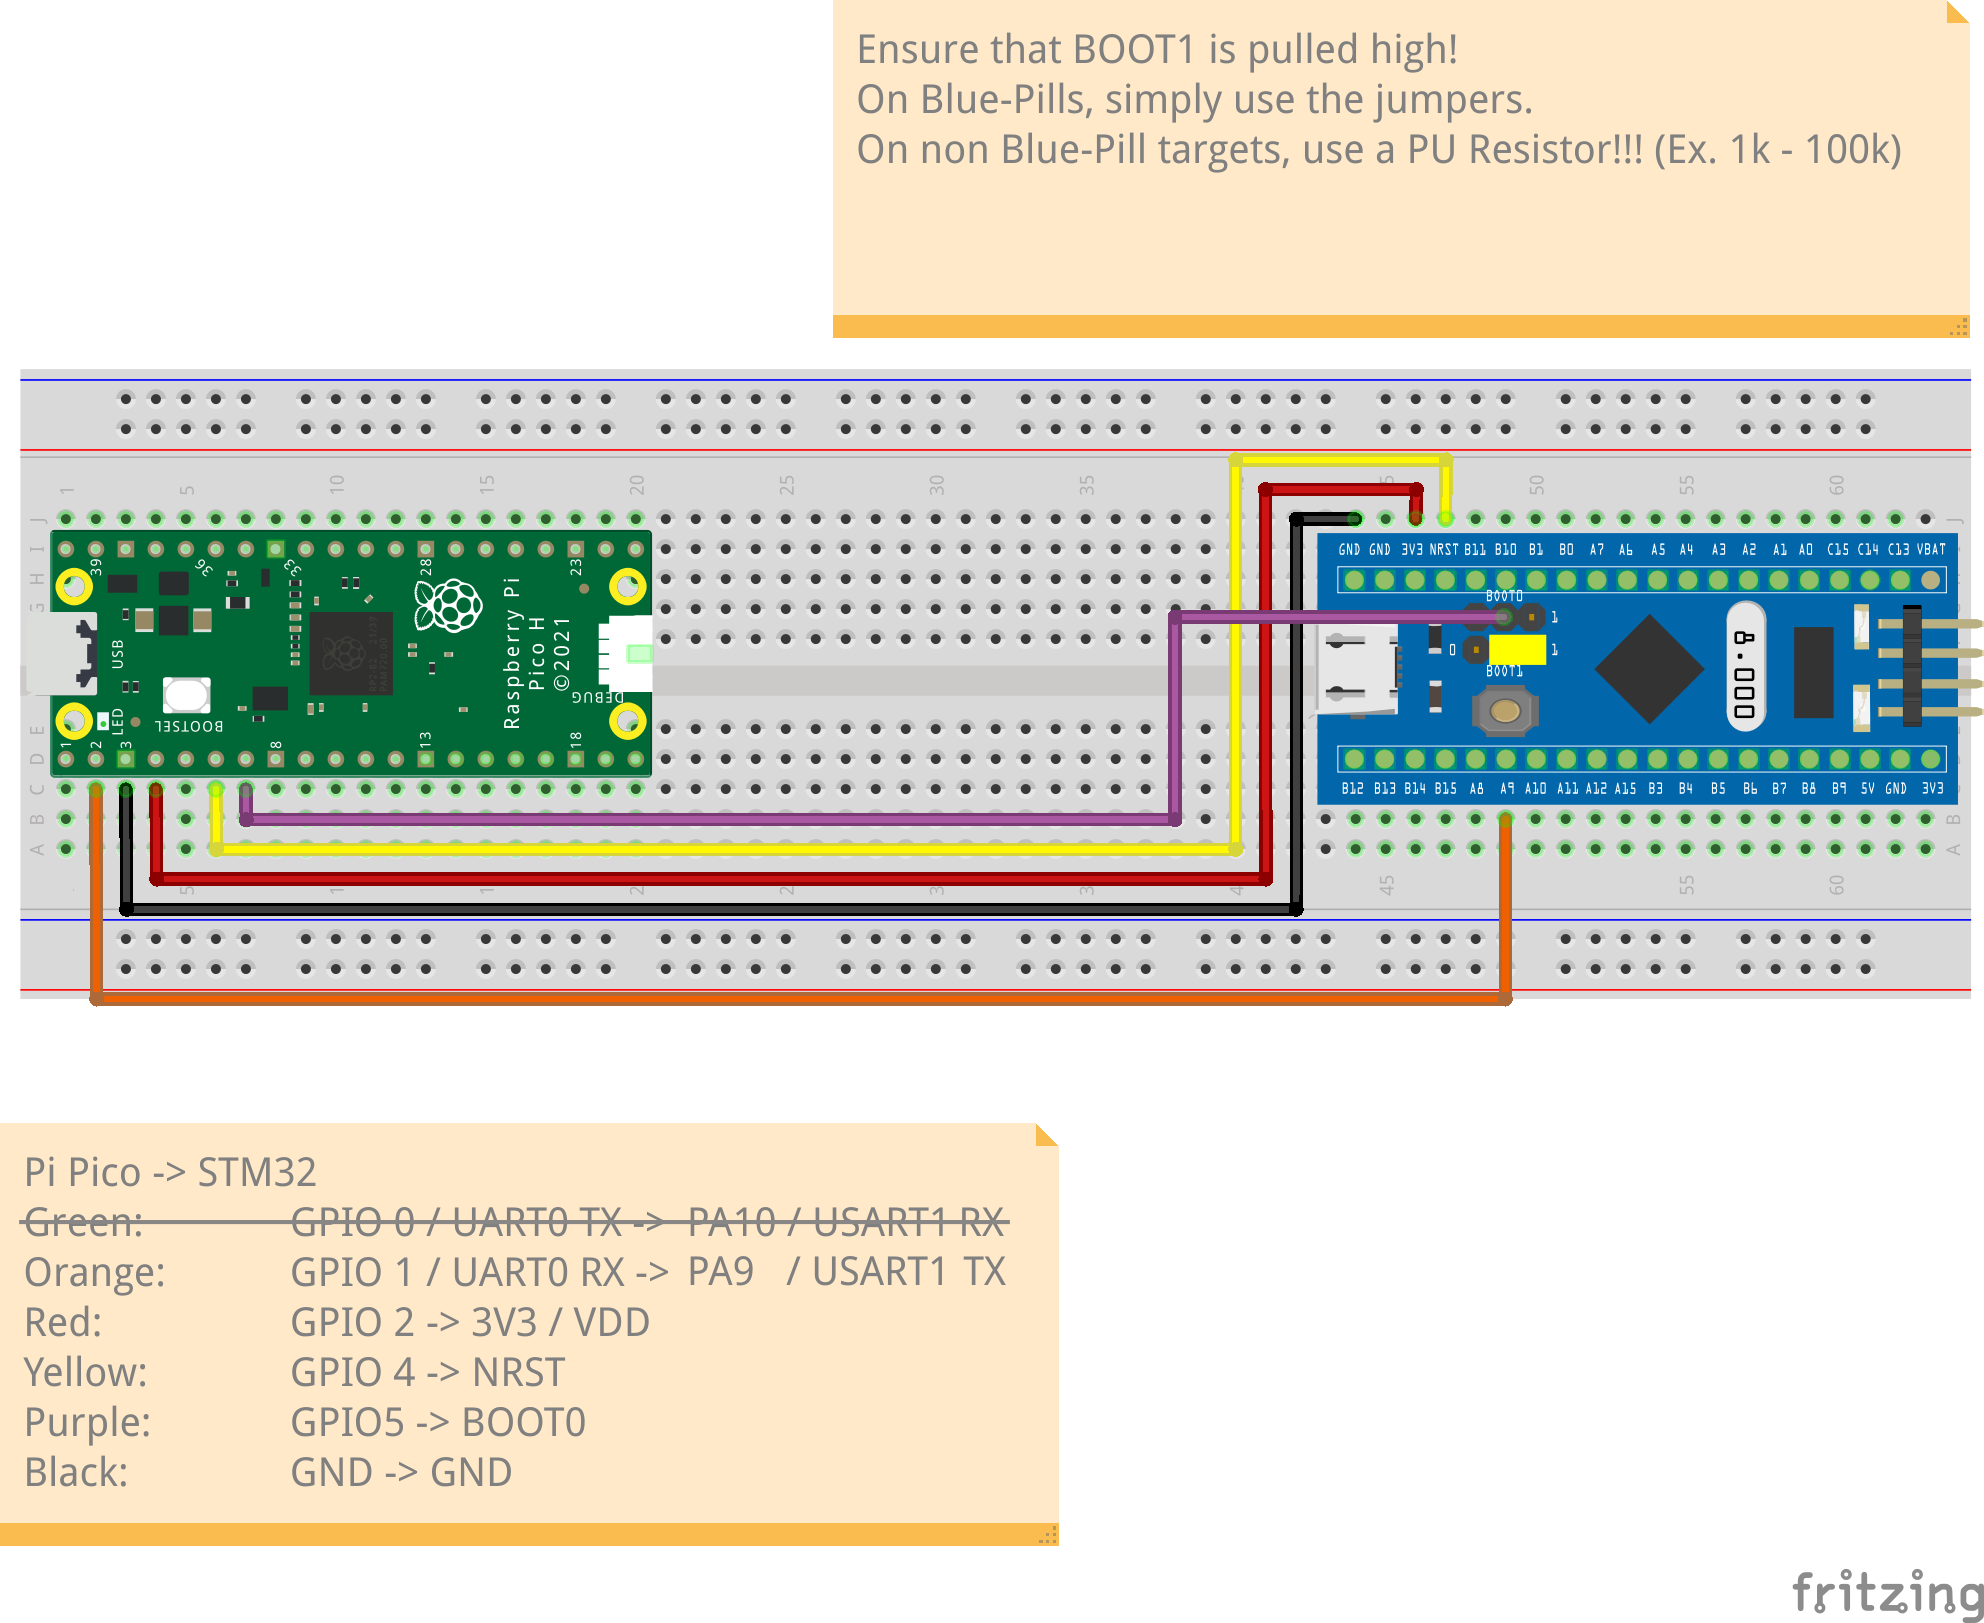 Ensure that BOOT1 is pulled high!
On Blue-Pills, simply use the jumpers.
On non Blue-Pill targets, use a PU Resistor!!! (Ex. 1k - 100k)
1 5 10 15 20 25 30 35 50 55 60
J
I
H
G
E
D
C
B
A
39 36 33 28 23
USB
LED
BOOTSEL
DEBUG
Raspberry Pi
Pico H
©2021
1 2 3 8 13 18
GND GND 3V3 NRST B11 B10 B1 B0 A7 A6 A5 A4 A3 A2 A1 A0 C15 C14 C13 VBAT
BOOT0
1
0 1
BOOT1
8.000
B12 B13 B14 B15 A8 A9 A10 A11 A12 A15 B3 B4 B5 B6 B7 B8 B9 5V GND 3V3
J
B
A
5 45 55 60
Pi Pico -> STM32
Green: GPIO 0 / UART0 TX -> PA10 / USART1 RX
Orange: GPIO 1 / UART0 RX -> PA9 / USART1 TX
Red: GPIO 2 -> 3V3 / VDD
Yellow: GPIO 4 -> NRST
Purple: GPIO5 -> BOOT0
Black: GND -> GND
fritzing